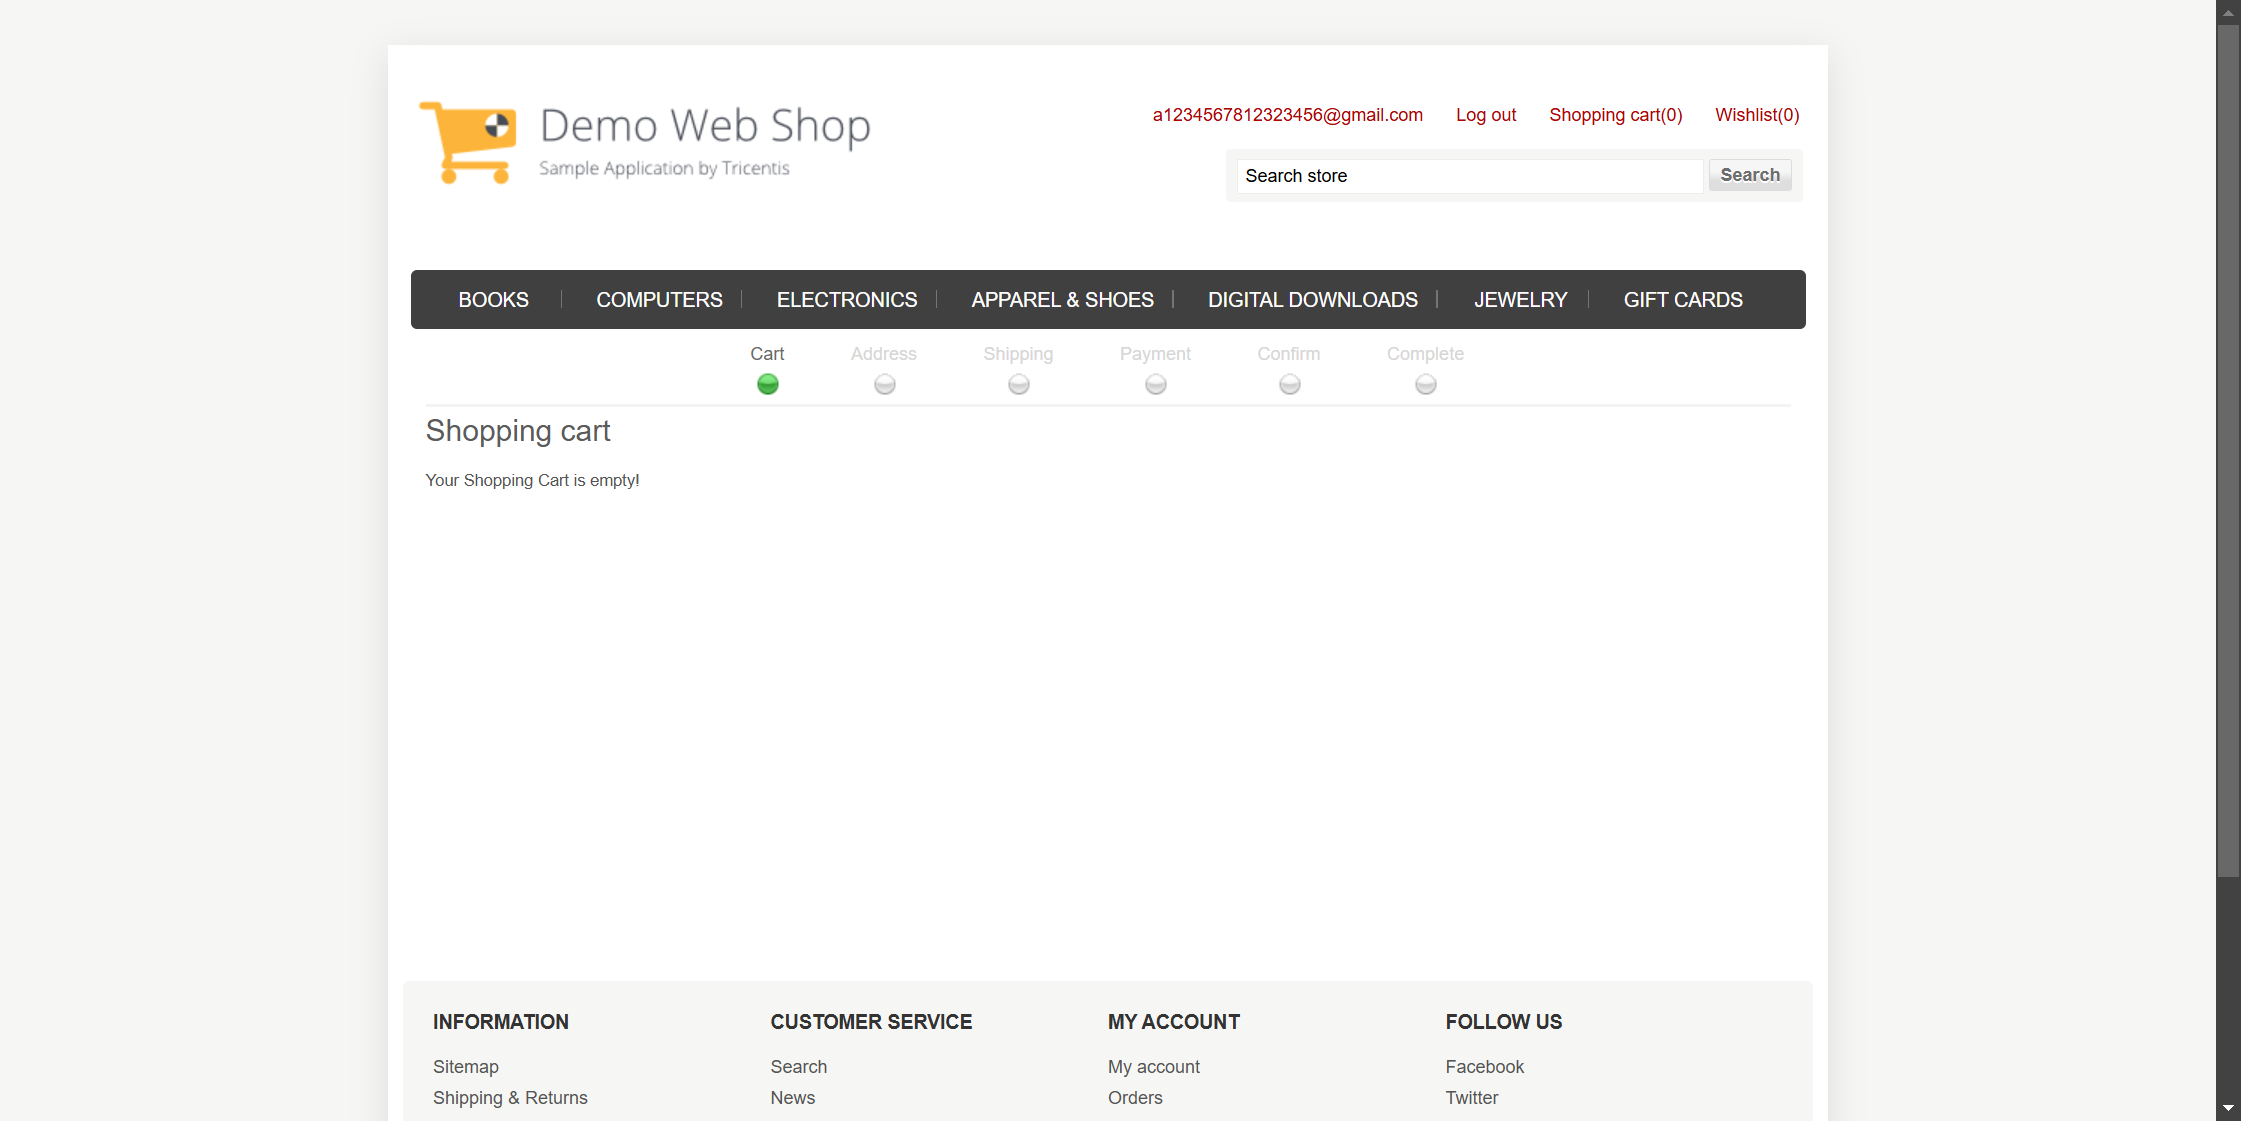 Demo Web Shop
Sample Application by Tricentis
a1234567812323456@gmail.com Log out Shopping cart(0) Wishlist(0)
Search store Search
BOOKS COMPUTERS ELECTRONICS APPAREL & SHOES DIGITAL DOWNLOADS JEWELRY GIFT CARDS
Cart Address Shipping Payment Confirm Complete
Shopping cart
Your Shopping Cart is empty!
INFORMATION CUSTOMER SERVICE MY ACCOUNT FOLLOW US
Sitemap Search My account Facebook
Shipping & Returns News Orders Twitter